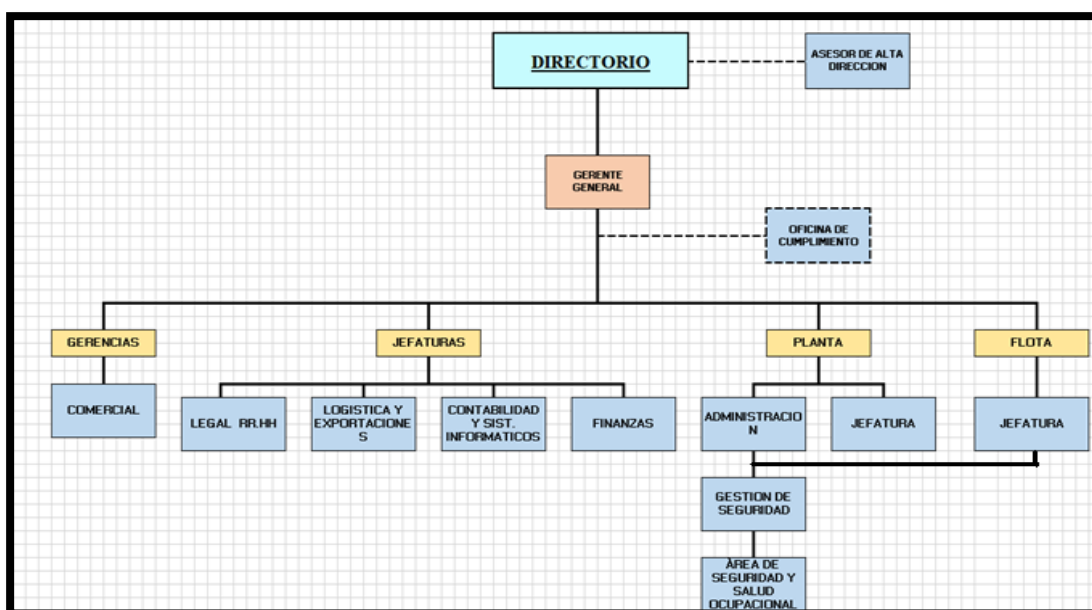 DIRECTORIO
ASESOR DE ALTA
DIRECCION
GERENTE
GENERAL
OFICINA DE
CUMPLIMIENTO
GERENCIAS
JEFATURAS
PLANTA
FLOTA
COMERCIAL
LEGAL RR.HH
LOGISTICA Y
EXPORTACIONE
S
CONTABILIDAD
Y SIST.
INFORMATICOS
FINANZAS
ADMINISTRACIO
N
JEFATURA
JEFATURA
GESTION DE
SEGURIDAD
ÀREA DE
SEGURIDAD Y
SALUD
OCUPACIONAL